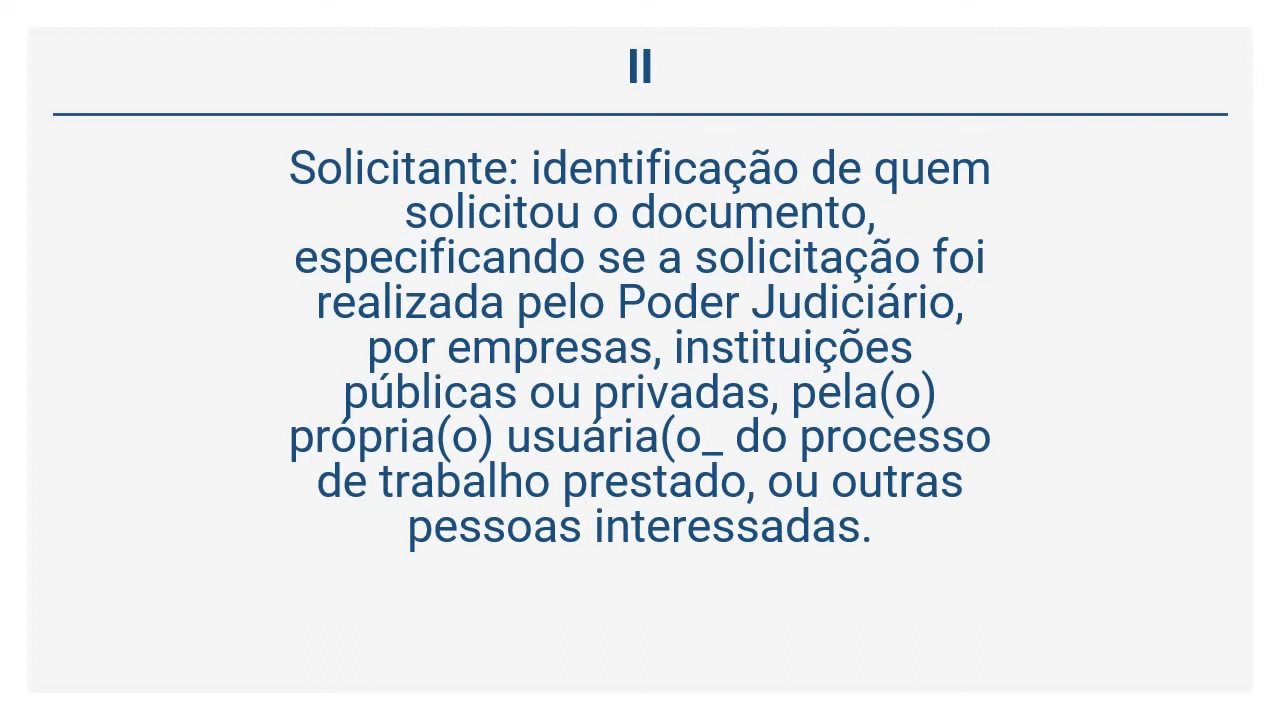 II
Solicitante: identificação de quem
solicitou o documento,
especificando se a solicitação foi
realizada pelo Poder Judiciário,
por empresas, instituições
públicas ou privadas, pela(o)
própria(o) usuária(o_ do processo
de trabalho prestado, ou outras
pessoas interessadas.